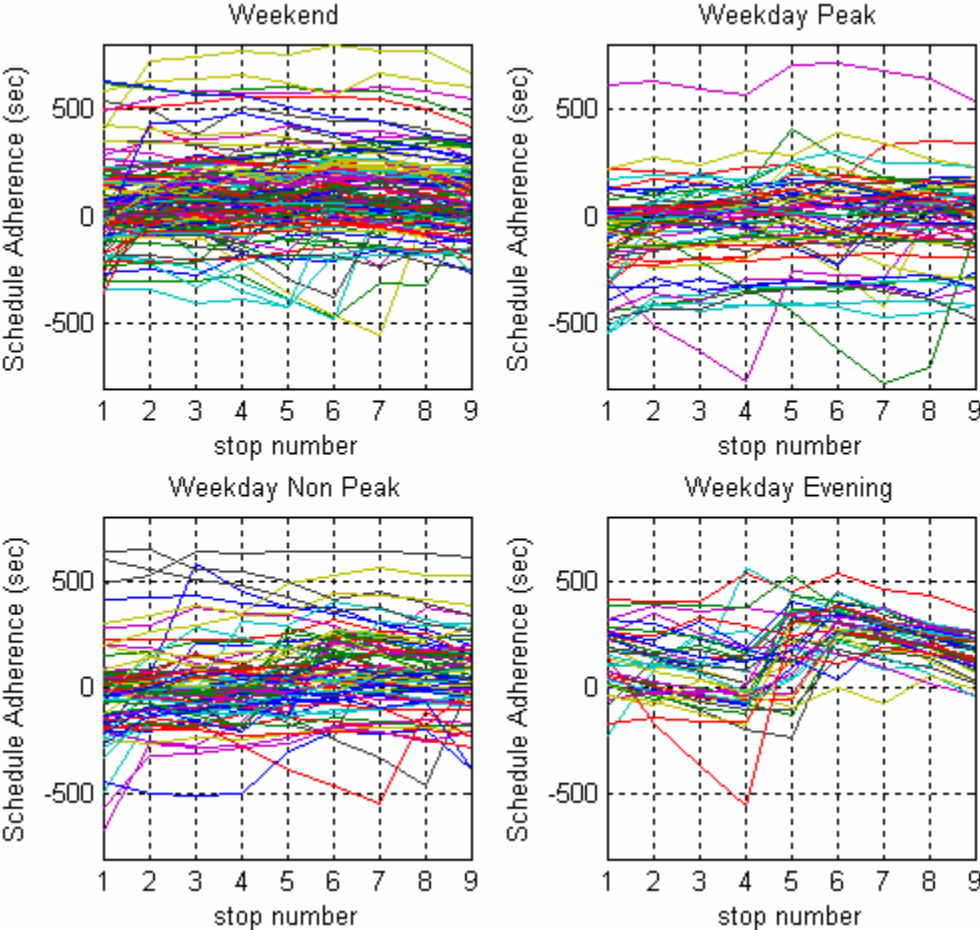 Weekend
Schedule Adherence (sec)
500
0
-500
1 2 3 4 5 6 7 8 9
stop number
Weekday Peak
Schedule Adherence (sec)
500
0
-500
1 2 3 4 5 6 7 8 9
stop number
Weekday Non Peak
Schedule Adherence (sec)
500
0
-500
1 2 3 4 5 6 7 8 9
stop number
Weekday Evening
Schedule Adherence (sec)
500
0
-500
1 2 3 4 5 6 7 8 9
stop number